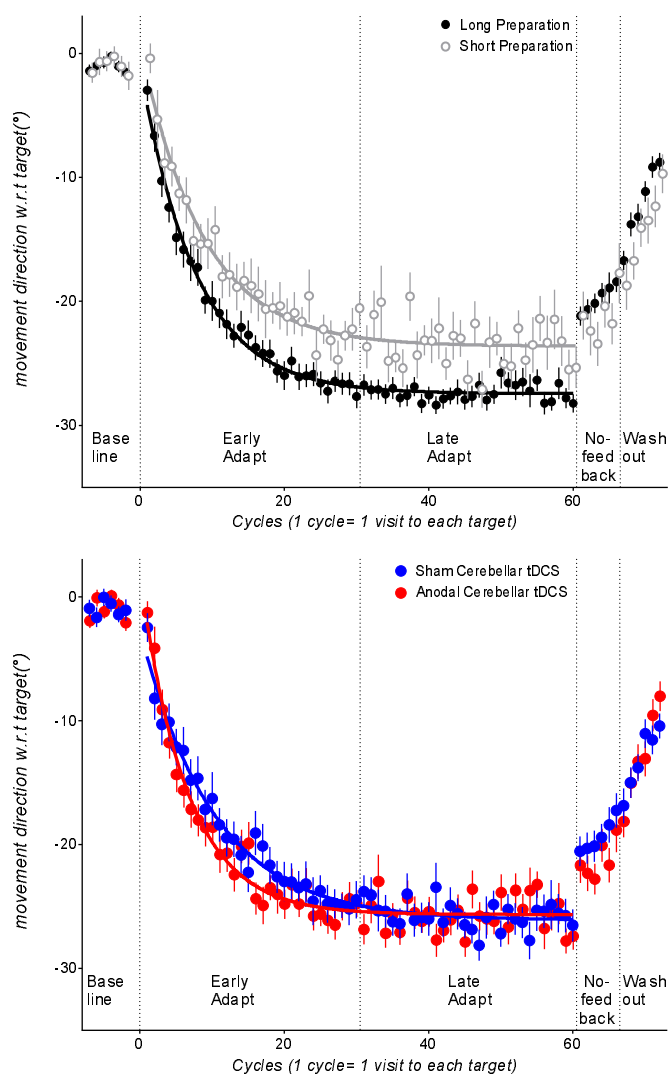 Long Preparation
Short Preparation
0
-10
-20
-30
movement direction w.r.t target(°)
Base
line
Early
Adapt
Late
Adapt
No-
feed
back
Wash
out
0
20
40
60
Cycles (1 cycle= 1 visit to each target)
Sham Cerebellar tDCS
Anodal Cerebellar tDCS
0
-10
-20
-30
movement direction w.r.t target(°)
Base
line
Early
Adapt
Late
Adapt
No-
feed
back
Wash
out
0
20
40
60
Cycles (1 cycle= 1 visit to each target)